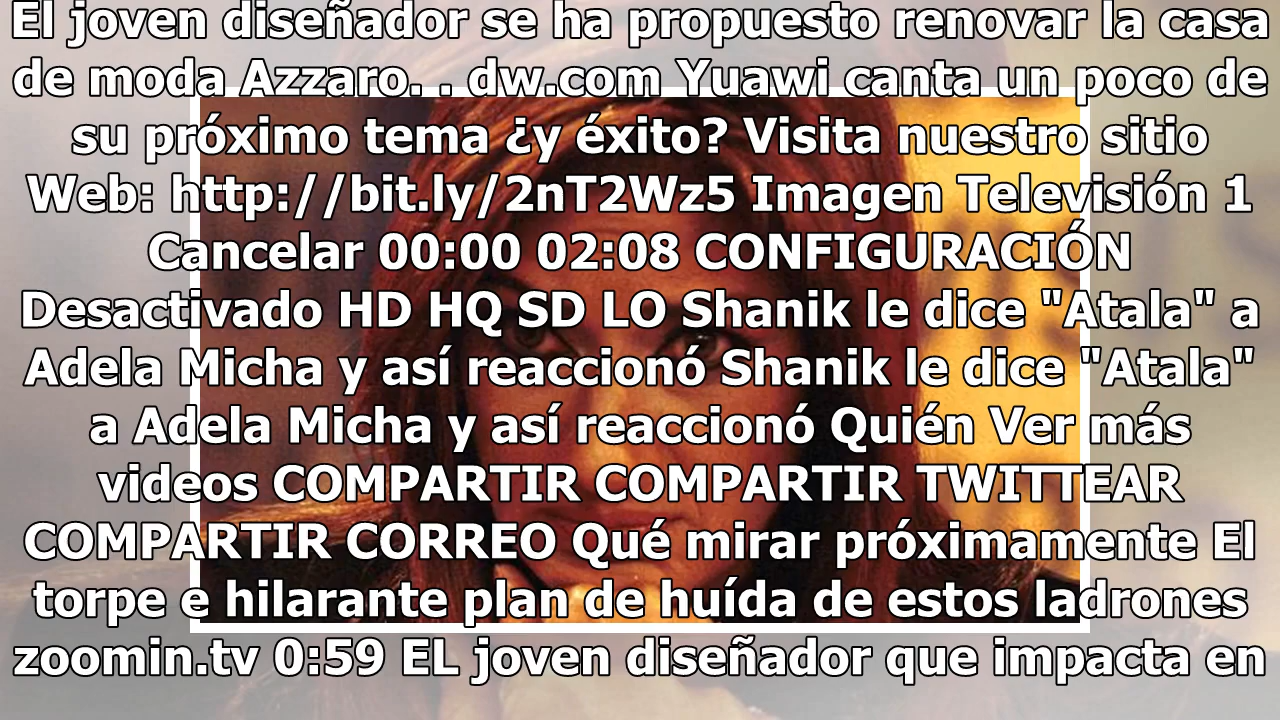 El joven diseñador se ha propuesto renovar la casa
de moda Azzaro. . dw.com Yuawi canta un poco de
su próximo tema ¿y éxito? Visita nuestro sitio
Web: http://bit.ly/2nT2Wz5 Imagen Televisión 1
Cancelar 00:00 02:08 CONFIGURACIÓN
Desactivado HD HQ SD LO Shanik le dice "Atala" a
Adela Micha y así reaccionó Shanik le dice "Atala"
a Adela Micha y así reaccionó Quién Ver más
videos COMPARTIR COMPARTIR TWITTEAR
COMPARTIR CORREO Qué mirar próximamente El
torpe e hilarante plan de huída de estos ladrones
zoomin.tv 0:59 EL joven diseñador que impacta en